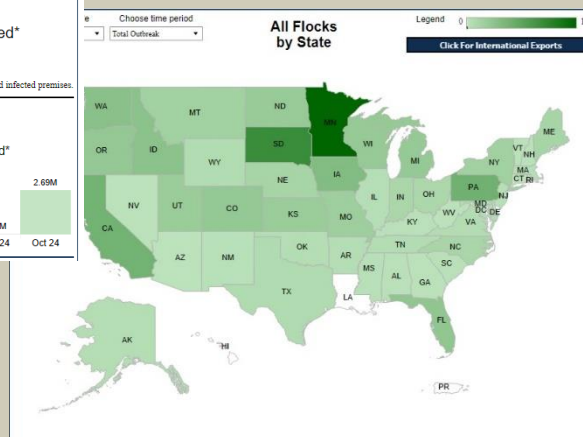 ed*
d infected premises.
d*
2.69M
M
24
Oct 24
e
Choose time period
Total Outbreak
All Flocks
by State
Legend
0
1
Click For International Exports
WA
MT
ND
MN
ME
OR
ID
WY
SD
WI
MI
VT
NH
NY
MA
CT
RI
NE
IA
PA
NJ
NV
UT
CO
KS
MO
IL
IN
OH
WV
MD
DC
DE
VA
KY
CA
AZ
NM
OK
AR
TN
NC
SC
MS
AL
GA
TX
LA
FL
AK
HI
PR